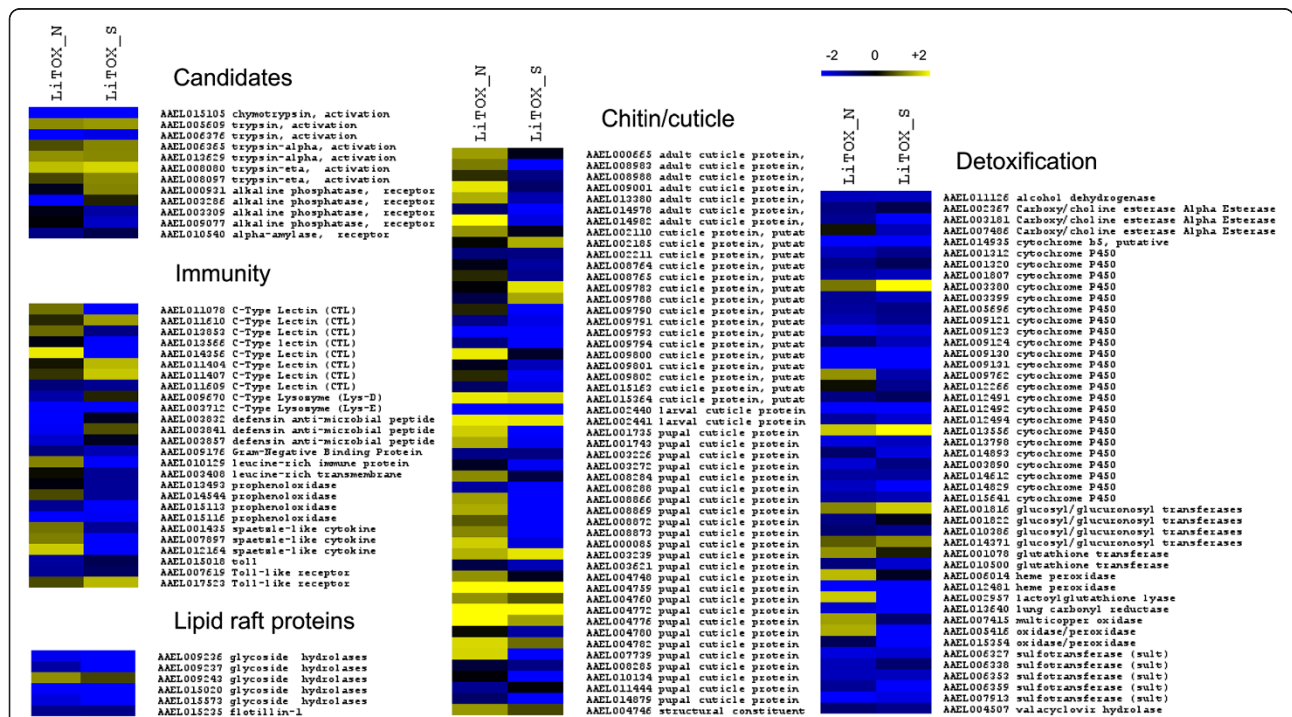 LiTOX_N
LiTOX_S
Candidates
AAEL015105 chymotrypsin, activation
AAEL005609 trypsin, activation
AAEL006376 trypsin, activation
AAEL006365 trypsin-alpha, activation
AAEL013629 trypsin-alpha, activation
AAEL008080 trypsin-eta, activation
AAEL008097 trypsin-eta, activation
AAEL000931 alkaline phosphatase, receptor
AAEL003286 alkaline phosphatase, receptor
AAEL003309 alkaline phosphatase, receptor
AAEL009077 alkaline phosphatase, receptor
AAEL010540 alpha-amylase, receptor
Immunity
AAEL011078 C-Type Lectin (CTL)
AAEL011610 C-Type Lectin (CTL)
AAEL013853 C-Type Lectin (CTL)
AAEL013566 C-Type lectin (CTL)
AAEL014356 C-Type Lectin (CTL)
AAEL011404 C-Type Lectin (CTL)
AAEL011407 C-Type Lectin (CTL)
AAEL011609 C-Type Lectin (CTL)
AAEL009670 C-Type Lysozyme (Lys-D)
AAEL003712 C-Type Lysozyme (Lys-E)
AAEL003832 defensin anti-microbial peptide
AAEL003841 defensin anti-microbial peptide
AAEL003857 defensin anti-microbial peptide
AAEL009176 Gram-Negative Binding Protein
AAEL010129 leucine-rich immune protein
AAEL003408 leucine-rich transmembrane
AAEL013493 prophenoloxidase
AAEL014544 prophenoloxidase
AAEL015113 prophenoloxidase
AAEL015116 prophenoloxidase
AAEL001435 spaetzle-like cytokine
AAEL007897 spaetzle-like cytokine
AAEL012164 spaetzle-like cytokine
AAEL015018 toll
AAEL007619 Toll-like receptor
AAEL017523 Toll-like receptor
Lipid raft proteins
AAEL009236 glycoside hydrolases
AAEL009237 glycoside hydrolases
AAEL009243 glycoside hydrolases
AAEL015020 glycoside hydrolases
AAEL015573 glycoside hydrolases
AAEL015235 flotillin-1
LiTOX_N
LiTOX_S
Chitin/cuticle
AAEL000665 adult cuticle protein,
AAEL008983 adult cuticle protein,
AAEL008988 adult cuticle protein,
AAEL009001 adult cuticle protein,
AAEL013380 adult cuticle protein,
AAEL014978 adult cuticle protein,
AAEL014982 adult cuticle protein,
AAEL002110 cuticle protein, putat
AAEL002185 cuticle protein, putat
AAEL002211 cuticle protein, putat
AAEL008764 cuticle protein, putat
AAEL008765 cuticle protein, putat
AAEL009783 cuticle protein, putat
AAEL009788 cuticle protein, putat
AAEL009790 cuticle protein, putat
AAEL009791 cuticle protein, putat
AAEL009793 cuticle protein, putat
AAEL009794 cuticle protein, putat
AAEL009800 cuticle protein, putat
AAEL009801 cuticle protein, putat
AAEL009802 cuticle protein, putat
AAEL015163 cuticle protein, putat
AAEL015364 cuticle protein, putat
AAEL002440 larval cuticle protein
AAEL002441 larval cuticle protein
AAEL001735 pupal cuticle protein
AAEL001743 pupal cuticle protein
AAEL003226 pupal cuticle protein
AAEL003272 pupal cuticle protein
AAEL008284 pupal cuticle protein
AAEL008288 pupal cuticle protein
AAEL008866 pupal cuticle protein
AAEL008869 pupal cuticle protein
AAEL008872 pupal cuticle protein
AAEL008873 pupal cuticle protein
AAEL000085 pupal cuticle protein
AAEL003239 pupal cuticle protein
AAEL003621 pupal cuticle protein
AAEL004748 pupal cuticle protein
AAEL004759 pupal cuticle protein
AAEL004760 pupal cuticle protein
AAEL004772 pupal cuticle protein
AAEL004776 pupal cuticle protein
AAEL004780 pupal cuticle protein
AAEL004782 pupal cuticle protein
AAEL007739 pupal cuticle protein
AAEL008285 pupal cuticle protein
AAEL010134 pupal cuticle protein
AAEL011444 pupal cuticle protein
AAEL014879 pupal cuticle protein
AAEL004746 structural constituent
-2 0 +2
LiTOX_N
LiTOX_S
Detoxification
AAEL011126 alcohol dehydrogenase
AAEL002367 Carboxy/choline esterase Alpha Esterase
AAEL003181 Carboxy/choline esterase Alpha Esterase
AAEL007486 Carboxy/choline esterase Alpha Esterase
AAEL014935 cytochrome b5, putative
AAEL001312 cytochrome P450
AAEL001320 cytochrome P450
AAEL001807 cytochrome P450
AAEL003380 cytochrome P450
AAEL003399 cytochrome P450
AAEL005696 cytochrome P450
AAEL009121 cytochrome P450
AAEL009123 cytochrome P450
AAEL009124 cytochrome P450
AAEL009130 cytochrome P450
AAEL009131 cytochrome P450
AAEL009762 cytochrome P450
AAEL012266 cytochrome P450
AAEL012491 cytochrome P450
AAEL012492 cytochrome P450
AAEL012494 cytochrome P450
AAEL013556 cytochrome P450
AAEL013798 cytochrome P450
AAEL014893 cytochrome P450
AAEL003890 cytochrome P450
AAEL014612 cytochrome P450
AAEL014829 cytochrome P450
AAEL015641 cytochrome P450
AAEL001816 glucosyl/glucuronosyl transferases
AAEL001822 glucosyl/glucuronosyl transferases
AAEL010386 glucosyl/glucuronosyl transferases
AAEL014371 glucosyl/glucuronosyl transferases
AAEL001078 glutathione transferase
AAEL010500 glutathione transferase
AAEL006014 heme peroxidase
AAEL012481 heme peroxidase
AAEL002957 lactoylglutathione lyase
AAEL013640 lung carbonyl reductase
AAEL007415 multicopper oxidase
AAEL005416 oxidase/peroxidase
AAEL015354 oxidase/peroxidase
AAEL006327 sulfotransferase (sult)
AAEL006338 sulfotransferase (sult)
AAEL006353 sulfotransferase (sult)
AAEL006359 sulfotransferase (sult)
AAEL007913 sulfotransferase (sult)
AAEL004507 valacyclovir hydrolase